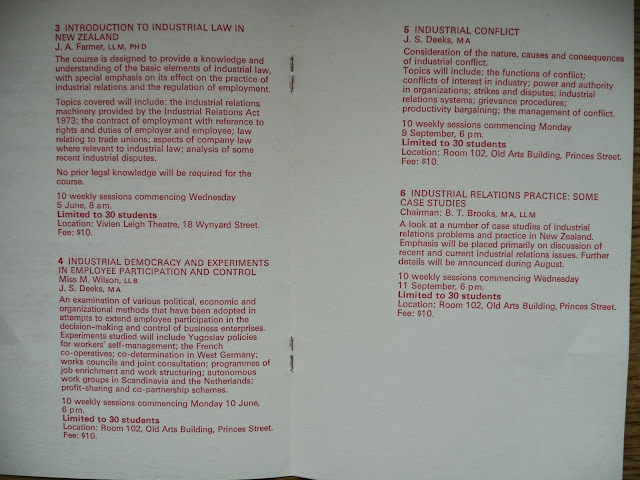 3 INTRODUCTION TO INDUSTRIAL LAW IN
NEW ZEALAND
J. A. Farmer, LLM, PHD
The course is designed to provide a knowledge and
understanding of the basic elements of industrial law,
with special emphasis on its effect on the practice of
industrial relations and the regulation of employment.
Topics covered will include: the industrial relations
machinery provided by the Industrial Relations Act
1973; the contract of employment with reference to
rights and duties of employer and employee; law
relating to trade unions; aspects of company law
where relevant to industrial law; analysis of some
recent industrial disputes.
No prior legal knowledge will be required for the
course.
10 weekly sessions commencing Wednesday
5 June, 8 am.
Limited to 30 students
Location: Vivien Leigh Theatre, 18 Wynyard Street.
Fee: $10.
4 INDUSTRIAL DEMOCRACY AND EXPERIMENTS
IN EMPLOYEE PARTICIPATION AND CONTROL
Miss M. Wilson, LLB
J. S. Deeks, MA
An examination of various political, economic and
organizational methods that have been adopted in
attempts to extend employee participation in the
decision-making and control of business enterprises.
Experiments studied will include Yugoslav policies
for workers' self-management; the French
co-operatives; co-determination in West Germany;
works councils and joint consultation; programmes of
job enrichment and work structuring; autonomous
work groups in Scandinavia and the Netherlands;
profit-sharing and co-partnership schemes.
10 weekly sessions commencing Monday 10 June,
6 p.m.
Limited to 30 students
Location: Room 102, Old Arts Building, Princes Street.
Fee: $10.
5 INDUSTRIAL CONFLICT
J. S. Deeks, MA
Consideration of the nature, causes and consequences
of industrial conflict.
Topics will include: the functions of conflict;
conflicts of interest in industry; power and authority
in organizations; strikes and disputes; industrial
relations systems; grievance procedures;
productivity bargaining; the management of conflict.
10 weekly sessions commencing Monday
9 September, 6 pm.
Limited to 30 students
Location: Room 102, Old Arts Building, Princes Street.
Fee: $10.
6 INDUSTRIAL RELATIONS PRACTICE: SOME
CASE STUDIES
Chairman: B. T. Brooks, MA, LLM
A look at a number of case studies of industrial
relations problems and practice in New Zealand.
Emphasis will be placed primarily on discussion of
recent and current industrial relations issues. Further
details will be announced during August.
10 weekly sessions commencing Wednesday
11 September, 6 pm.
Limited to 30 students
Location; Room 102, Old Arts Building, Princes Street.
Fee: $10.